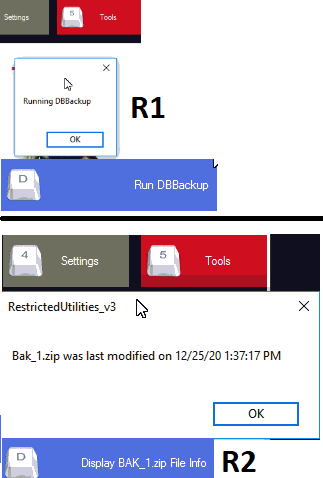 Settings
5
Tools
Running DBBackup
OK
R1
D
Run DBBackup
4
Settings
5
Tools
RestrictedUtilities_v3
Bak_1.zip was last modified on 12/25/20 1:37:17 PM
OK
D
Display BAK_1.zip File Info
R2